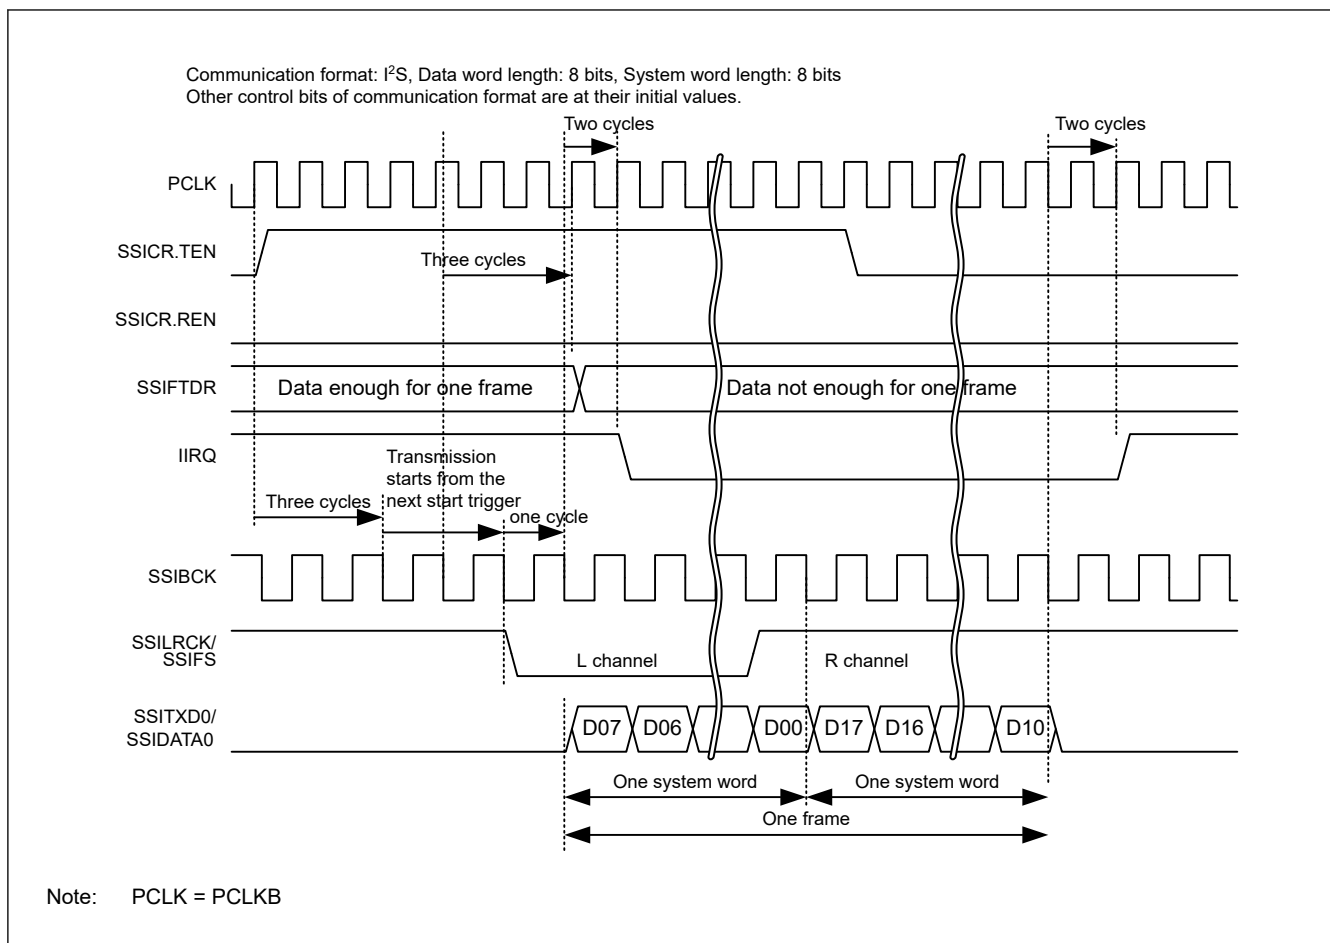 Communication format: I²S, Data word length: 8 bits, System word length: 8 bits
Other control bits of communication format are at their initial values.
Two cycles
Two cycles
PCLK
SSICR.TEN
Three cycles
SSICR.REN
SSIFTDR
Data enough for one frame
Data not enough for one frame
IIRQ
Transmission
starts from the
next start trigger
Three cycles
one cycle
SSIBCK
SSILRCK/
SSIFS
L channel
R channel
SSITXD0/
SSIDATA0
D07
D06
D00
D17
D16
D10
One system word
One system word
One frame
Note: PCLK = PCLKB